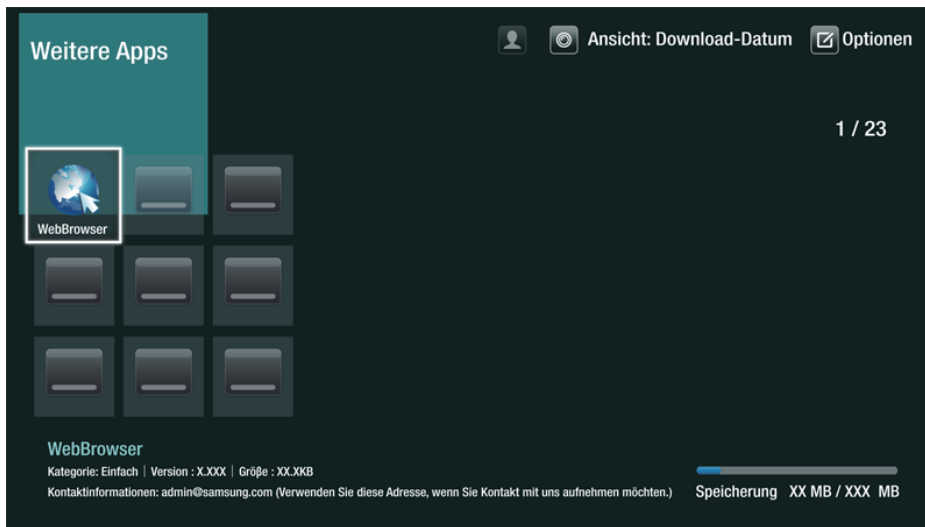 Weitere Apps
Ansicht: Download-Datum
Optionen
1 / 23
WebBrowser
WebBrowser
Kategorie: Einfach | Version : X.XXX | Größe : XX.XKB
Kontaktinformationen: admin@samsung.com (Verwenden Sie diese Adresse, wenn Sie Kontakt mit uns aufnehmen möchten.)
Speicherung XX MB / XXX MB